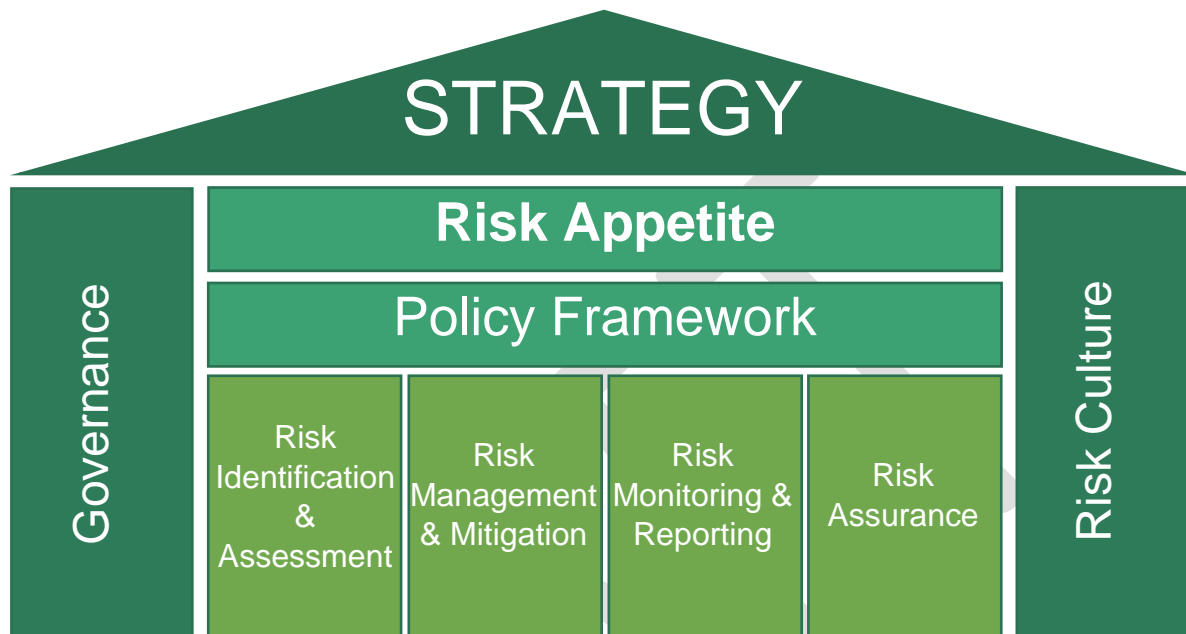 STRATEGY
Risk Appetite
Policy Framework
Governance
Risk
Identification
&
Assessment
Risk
Management
& Mitigation
Risk
Monitoring &
Reporting
Risk
Assurance
Risk Culture